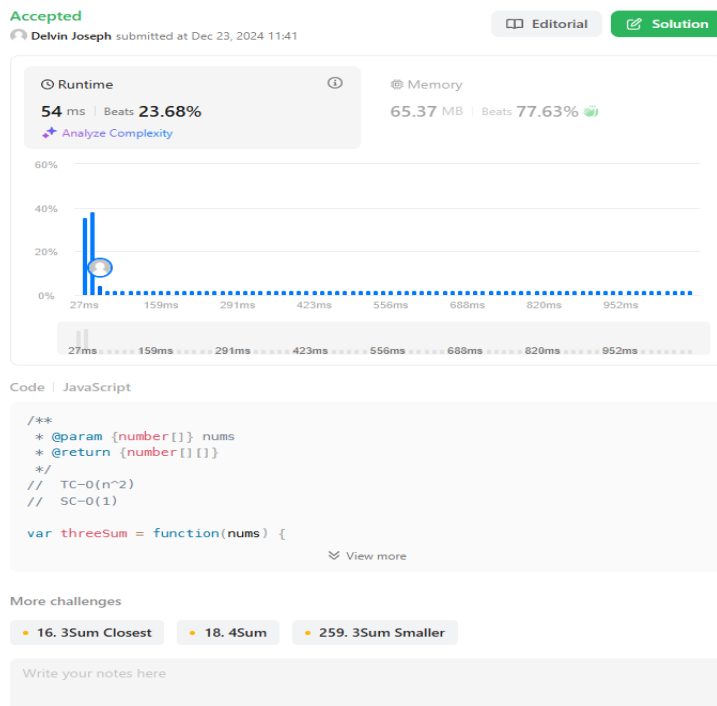 Accepted
Delvin Joseph submitted at Dec 23, 2024 11:41
Editorial
Solution
Runtime
54 ms | Beats 23.68%
Analyze Complexity
Memory
65.37 MB | Beats 77.63%
60%
40%
20%
0%
27ms 159ms 291ms 423ms 556ms 688ms 820ms 952ms
27ms 159ms 291ms 423ms 556ms 688ms 820ms 952ms
Code | JavaScript
/**
* @param {number[]} nums
* @return {number[][]}
*/
// TC-O(n^2)
// SC-O(1)
var threeSum = function(nums) {
View more
More challenges
16. 3Sum Closest
18. 4Sum
259. 3Sum Smaller
Write your notes here